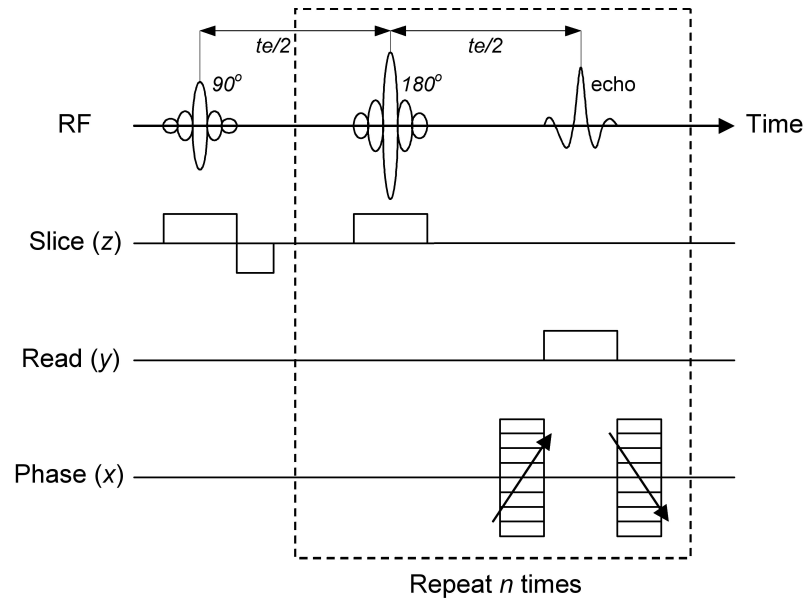 te/2 te/2
90° 180° echo
RF Time
Slice (z)
Read (y)
Phase (x)
Repeat n times